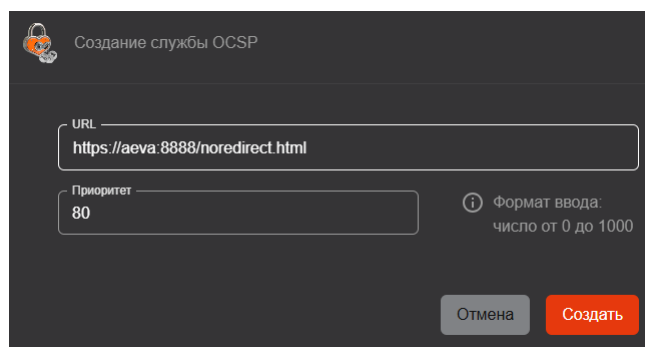 Создание службы OCSP
URL
https://aeva:8888/noredirect.html
Приоритет
80
Формат ввода:
число от 0 до 1000
Отмена
Создать